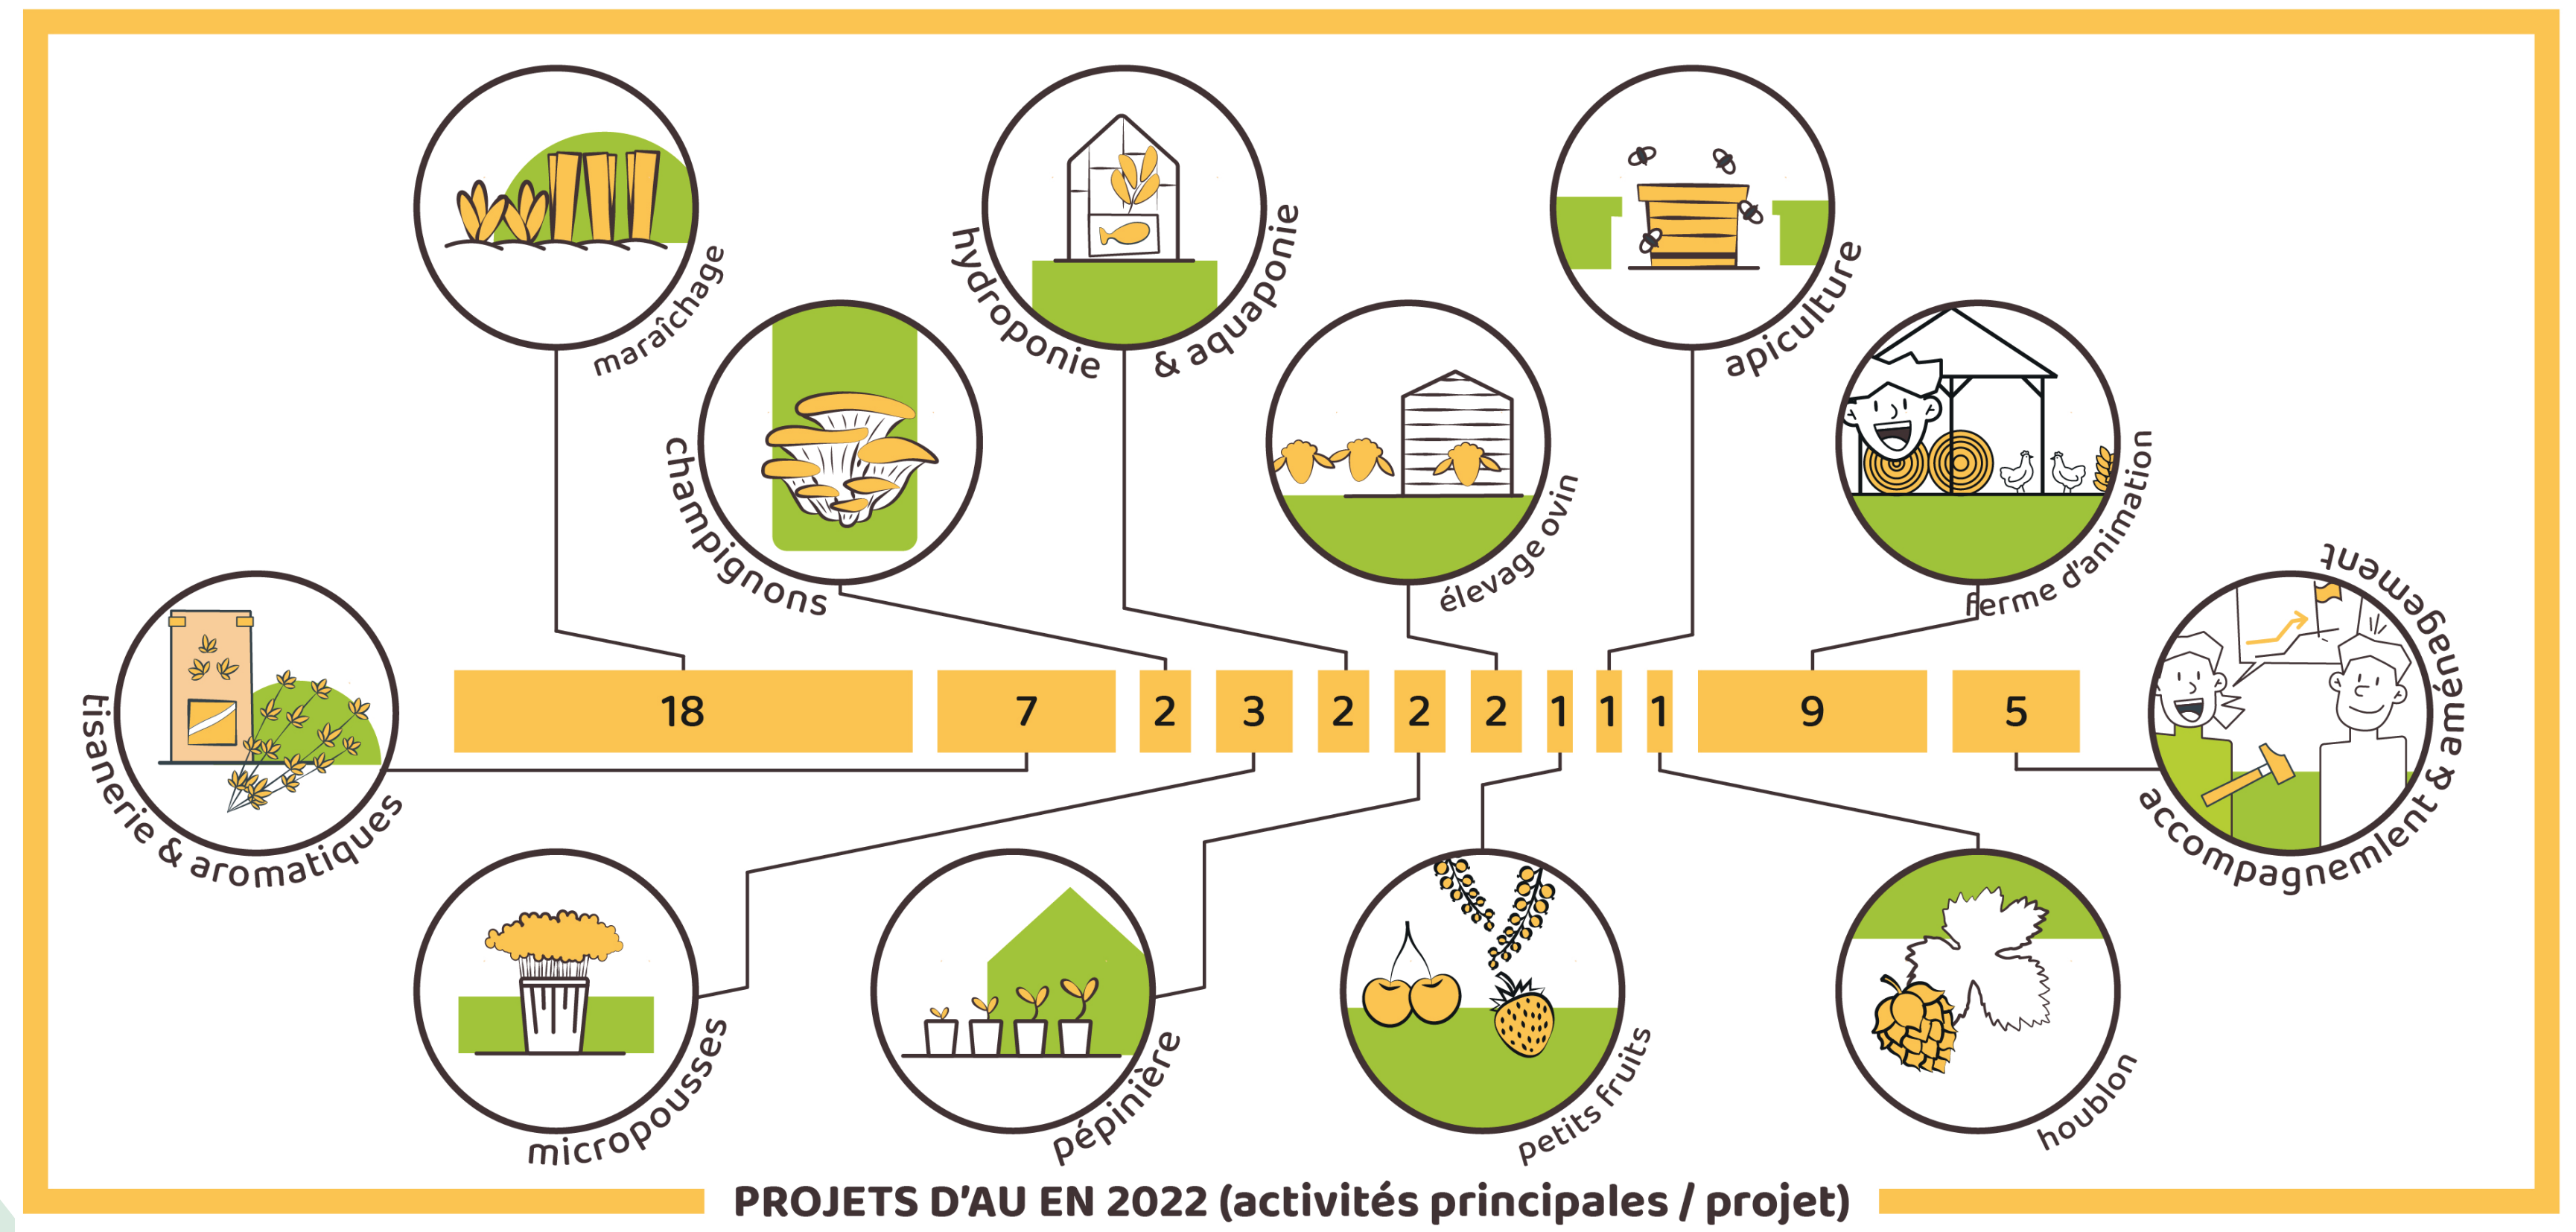 maraîchage
hydroponie & aquaponie
apiculture
champignons
élevage ovin
ferme d'animation
tisanerie & aromatiques
18 7 2 3 2 2 2 1 1 1 9 5
accompagnemlent & aménagement
micropousses
pépinière
petits fruits
houblon
PROJETS D'AU EN 2022 (activités principales / projet)